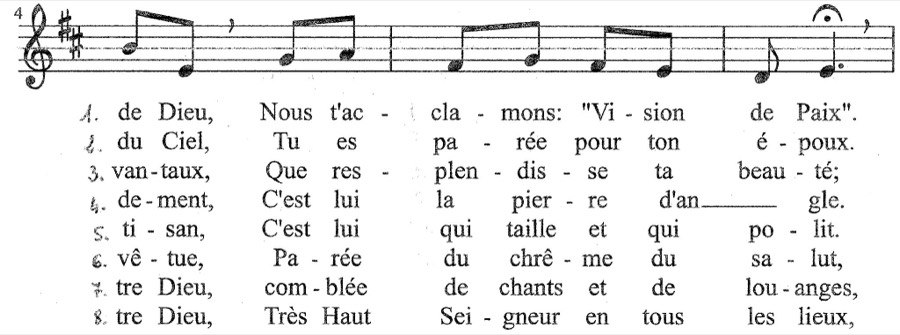 4
1. de Dieu, Nous t'ac - cla - mons: "Vi - sion de Paix".
2. du Ciel, Tu es pa - rée pour ton é - poux.
3. van-taux, Que res - plen - dis - se ta beau - té;
4. de-ment, C'est lui la pier - re d'an______ gle.
5. ti - san, C'est lui qui taille et qui po - lit.
6. vê - tue, Pa - rée du chrê - me du sa - lut,
7. tre Dieu, com-blée de chants et de lou-anges,
8. tre Dieu, Très Haut Sei - gneur en tous les lieux,